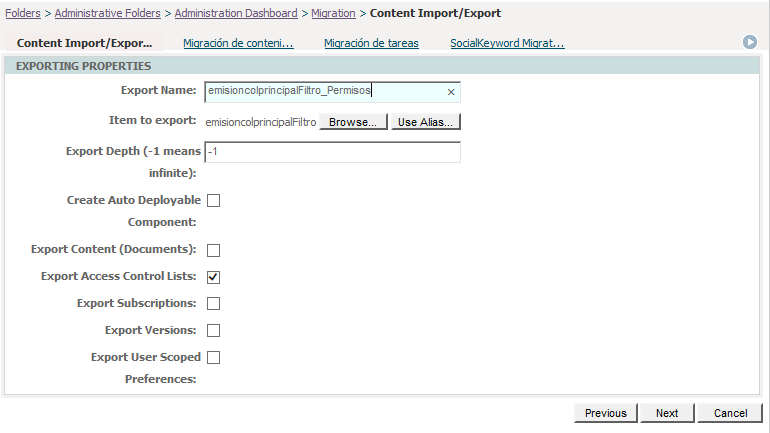 Folders > Administrative Folders > Administration Dashboard > Migration > Content Import/Export
Content Import/Expor... Migración de conteni... Migración de tareas SocialKeyword Migrat...
EXPORTING PROPERTIES
Export Name: emisioncolprincipalFiltro_Permisos ×
Item to export: emisioncolprincipalFiltro Browse... Use Alias...
Export Depth (-1 means -1
infinite):
Create Auto Deployable
Component:
Export Content (Documents):
Export Access Control Lists:
Export Subscriptions:
Export Versions:
Export User Scoped
Preferences:
Previous Next Cancel